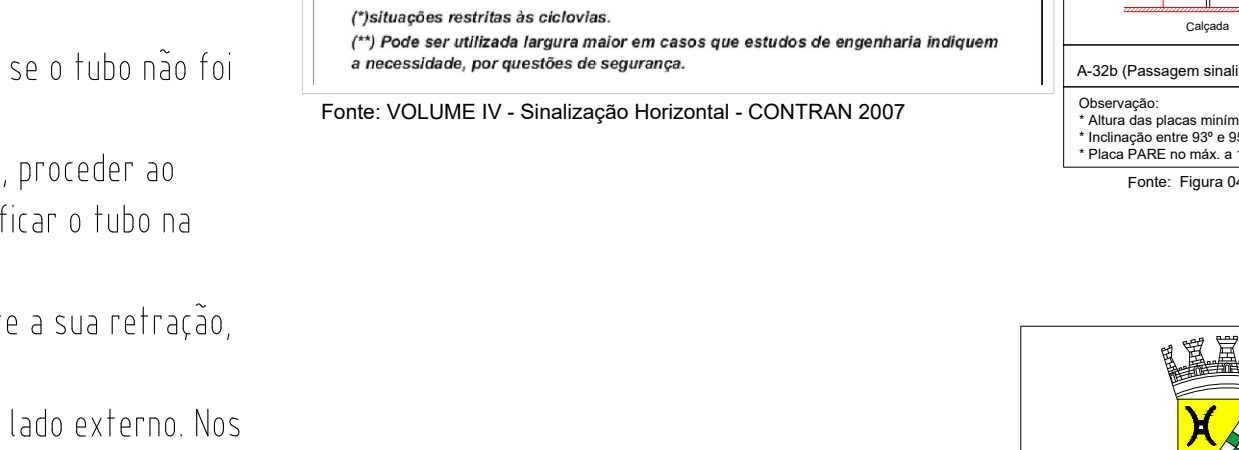 se o tubo não foi
, proceder ao
ficar o tubo na
e a sua retração,
lado externo. Nos
(*)situações restritas às ciclovias.
(**) Pode ser utilizada largura maior em casos que estudos de engenharia indiquem
a necessidade, por questões de segurança.
Fonte: VOLUME IV - Sinalização Horizontal - CONTRAN 2007
Calçada
A-32b (Passagem sinali
Observação:
* Altura das placas miním
* Inclinação entre 93º e 95
* Placa PARE no máx. a
Fonte: Figura 04